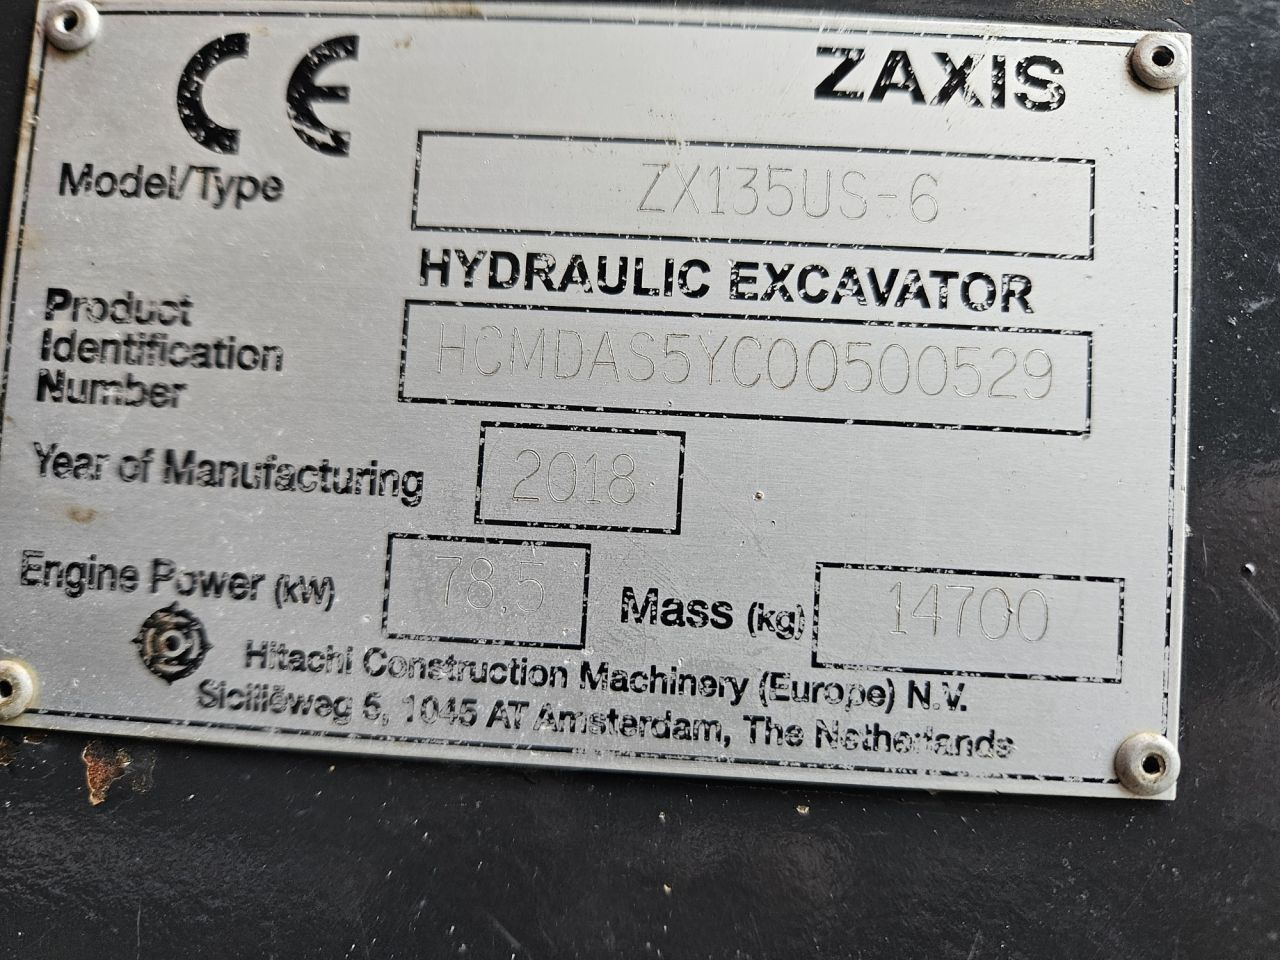 CE ZAXIS
Model/Type ZX135US-6
HYDRAULIC EXCAVATOR
Product
Identification
Number
HCMDAS5YC00500529
Year of Manufacturing 2018
Engine Power (kW) 78.5 Mass (kg) 14700
Hitachi Construction Machinery (Europe) N.V.
Siciliëweg 5, 1045 AT Amsterdam, The Netherlands